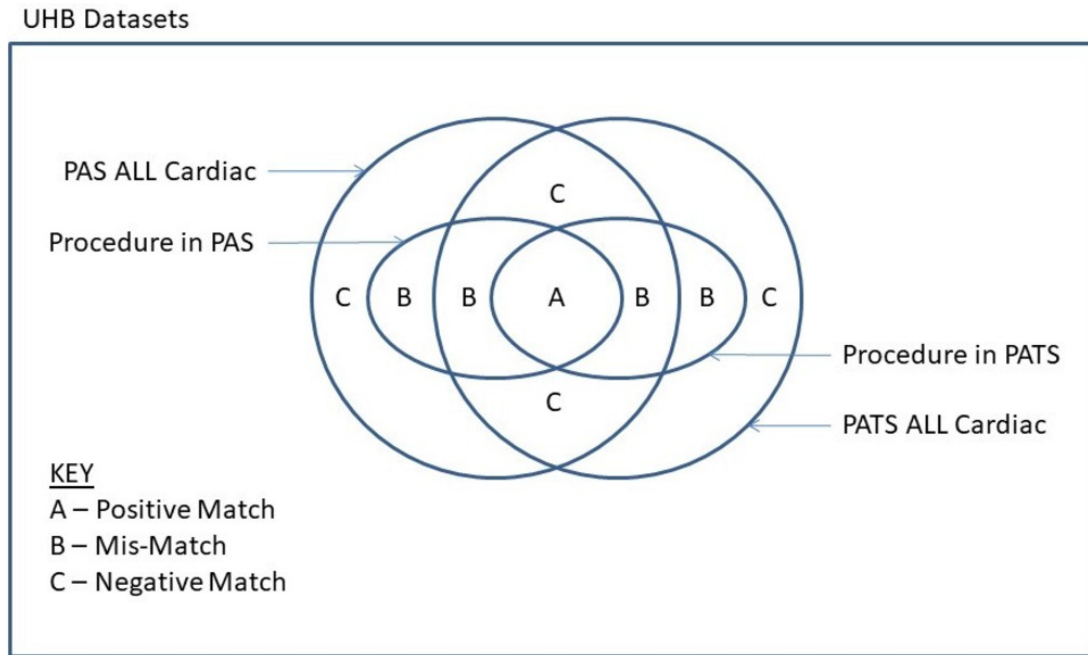 UHB Datasets
PAS ALL Cardiac
C
Procedure in PAS
C B B A B B C
Procedure in PATS
C
PATS ALL Cardiac
KEY
A – Positive Match
B – Mis-Match
C – Negative Match